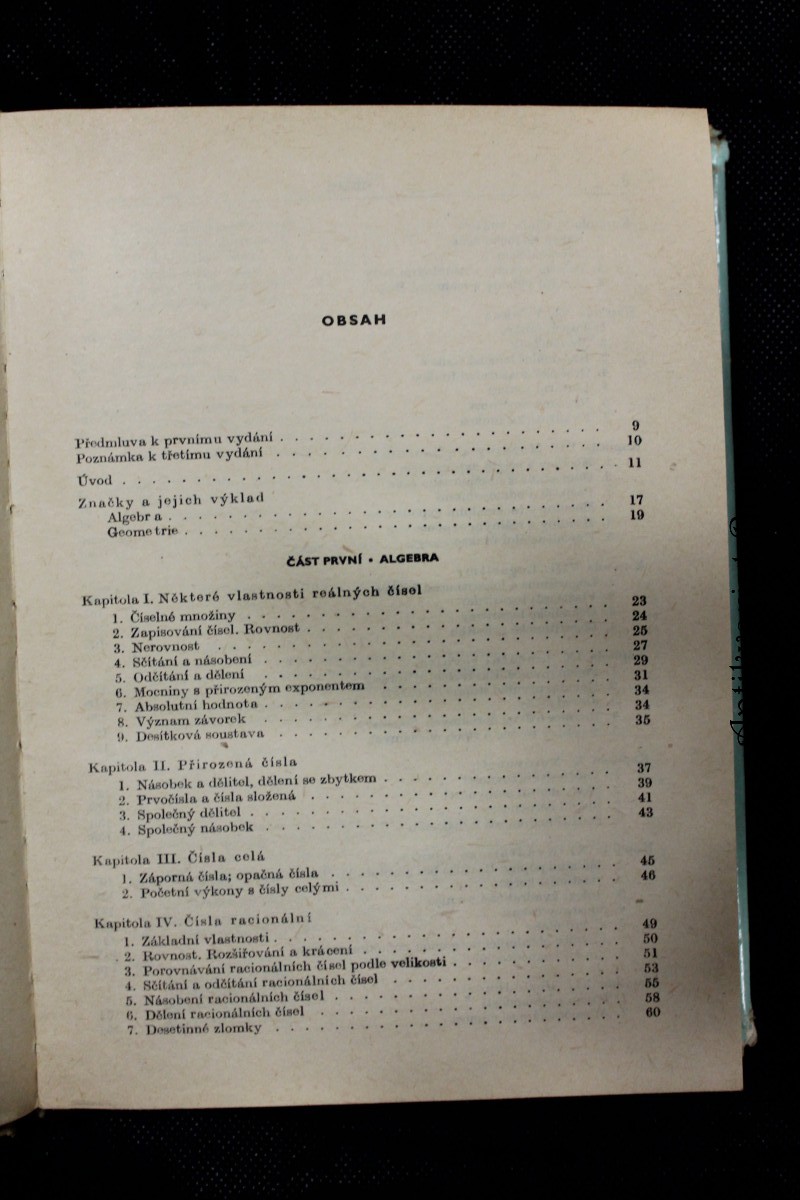 OBSAH
Předmluva k prvnímu vydání . . . . . . . . . . . . . . . . . . 9
Poznámka k třetímu vydání . . . . . . . . . . . . . . . . . . 10
Úvod . . . . . . . . . . . . . . . . . . . . . . . . . . . 11
Značky a jejich výklad
Algebra . . . . . . . . . . . . . . . . . . . . . . . . 17
Geometrie . . . . . . . . . . . . . . . . . . . . . . . 19
ČÁST PRVNÍ • ALGEBRA
Kapitola I. Některé vlastnosti reálných čísel
1. Číselné množiny . . . . . . . . . . . . . . . . . . . . 23
2. Zapisování čísel. Rovnost . . . . . . . . . . . . . . . . . 24
3. Nerovnost . . . . . . . . . . . . . . . . . . . . . . 25
4. Sčítání a násobení . . . . . . . . . . . . . . . . . . . 27
5. Odčítání a dělení . . . . . . . . . . . . . . . . . . . 29
6. Mocniny s přirozeným exponentem . . . . . . . . . . . . . 31
7. Absolutní hodnota . . . . . . . . . . . . . . . . . . . 34
8. Význam závorek . . . . . . . . . . . . . . . . . . . 34
9. Desítková soustava . . . . . . . . . . . . . . . . . . 35
Kapitola II. Přirozená čísla
1. Násobek a dělitel, dělení se zbytkem . . . . . . . . . . . . . 37
2. Prvočísla a čísla složená . . . . . . . . . . . . . . . . . 39
3. Společný dělitel . . . . . . . . . . . . . . . . . . . . 41
4. Společný násobek . . . . . . . . . . . . . . . . . . . 43
Kapitola III. Čísla celá
1. Záporná čísla; opačná čísla . . . . . . . . . . . . . . . . 45
2. Početní výkony s čísly celými . . . . . . . . . . . . . . . 46
Kapitola IV. Čísla racionální
1. Základní vlastnosti . . . . . . . . . . . . . . . . . . . 49
2. Rovnost. Rozšiřování a krácení . . . . . . . . . . . . . . 50
3. Porovnávání racionálních čísel podle velikosti . . . . . . . . . 51
4. Sčítání a odčítání racionálních čísel . . . . . . . . . . . . . 53
5. Násobení racionálních čísel . . . . . . . . . . . . . . . . 55
6. Dělení racionálních čísel . . . . . . . . . . . . . . . . . 58
7. Desetinné zlomky . . . . . . . . . . . . . . . . . . . 60